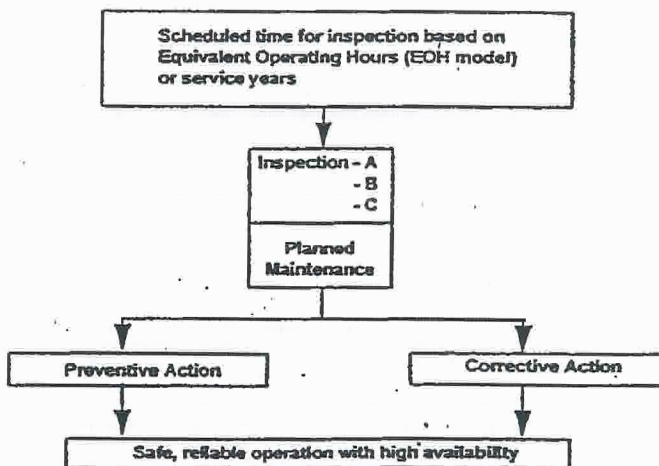 Scheduled time for inspection based on
Equivalent Operating Hours (EOH model)
or service years
Inspection - A
- B
- C
Planned
Maintenance
Preventive Action
Corrective Action
Safe, reliable operation with high availability